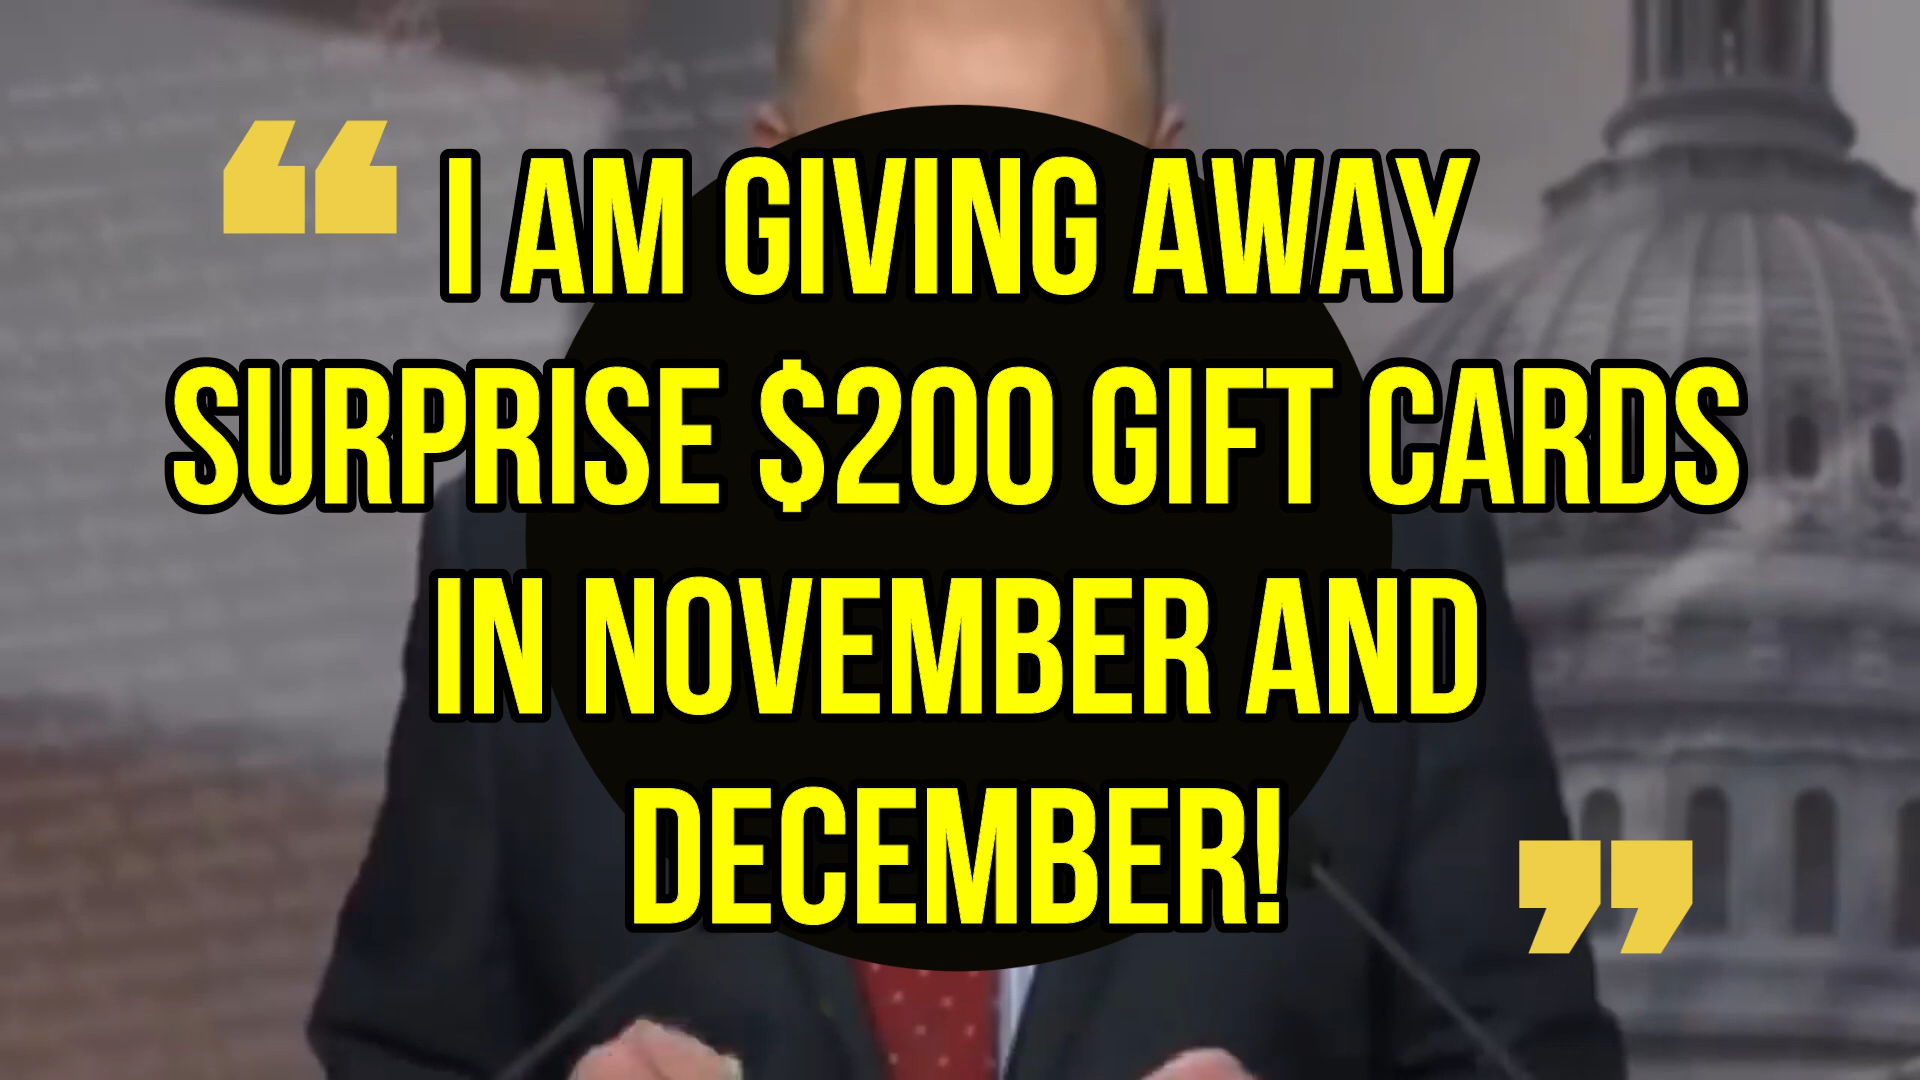 “ I AM GIVING AWAY
SURPRISE $200 GIFT CARDS
IN NOVEMBER AND
DECEMBER! ”